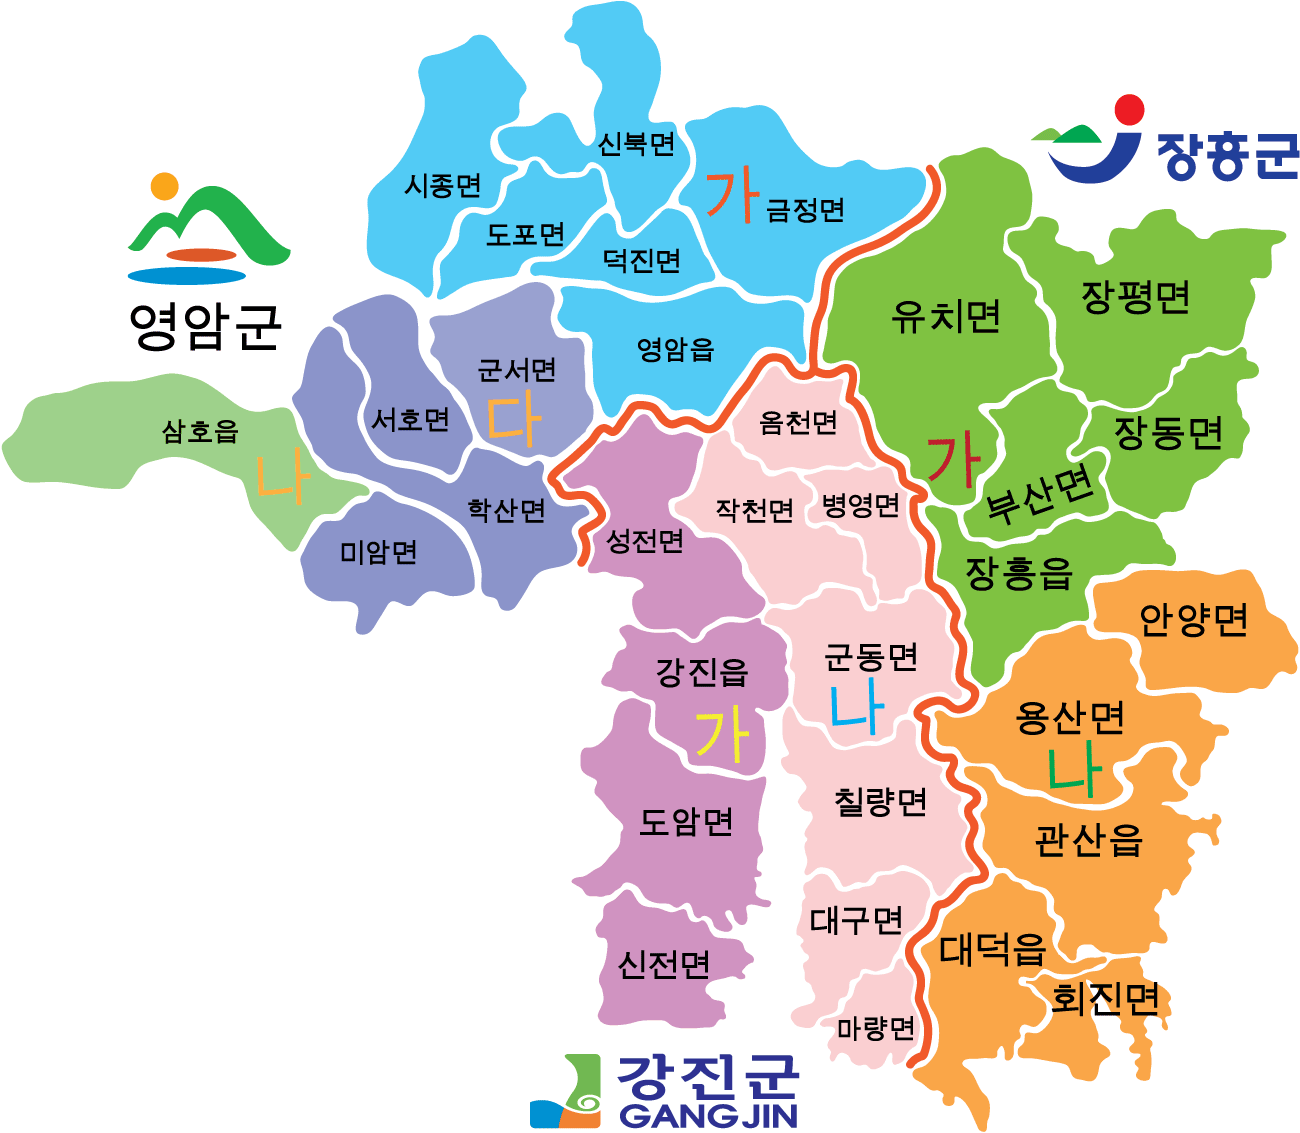 신북면
시종면
가
금정면
도포면
덕진면
영암읍
영암군
군서면
다
서호면
삼호읍
나
학산면
미암면
장흥군
장평면
유치면
장동면
가
부산면
장흥읍
안양면
용산면
나
관산읍
대덕읍
회진면
옴천면
작천면
병영면
성전면
군동면
나
강진읍
가
도암면
칠량면
대구면
신전면
마량면
강진군
GANGJIN